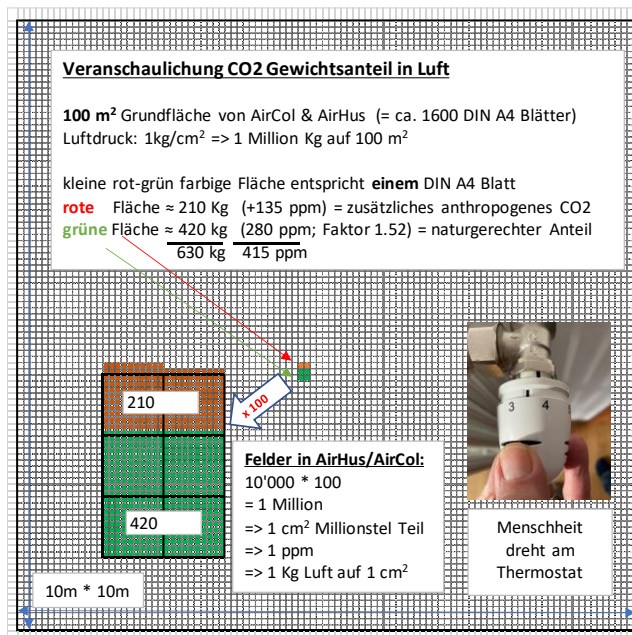 Veranschaulichung CO2 Gewichtsanteil in Luft
100 m² Grundfläche von AirCol & AirHus (= ca. 1600 DIN A4 Blätter)
Luftdruck: 1kg/cm² => 1 Million Kg auf 100 m²
kleine rot-grün farbige Fläche entspricht einem DIN A4 Blatt
rote Fläche ≈ 210 Kg (+135 ppm) = zusätzliches anthropogenes CO2
grüne Fläche ≈ 420 kg (280 ppm; Faktor 1.52) = naturgerechter Anteil
630 kg 415 ppm
x 100
210
420
Felder in AirHus/AirCol:
10'000 * 100
= 1 Million
=> 1 cm² Millionstel Teil
=> 1 ppm
=> 1 Kg Luft auf 1 cm²
3 4
Menschheit
dreht am
Thermostat
10m * 10m